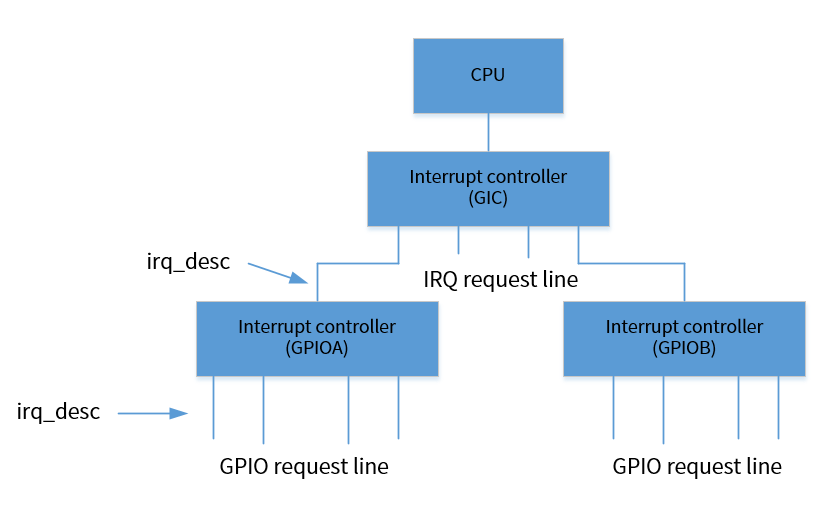 CPU
Interrupt controller
(GIC)
irq_desc
IRQ request line
Interrupt controller
(GPIOA)
Interrupt controller
(GPIOB)
irq_desc
GPIO request line
GPIO request line